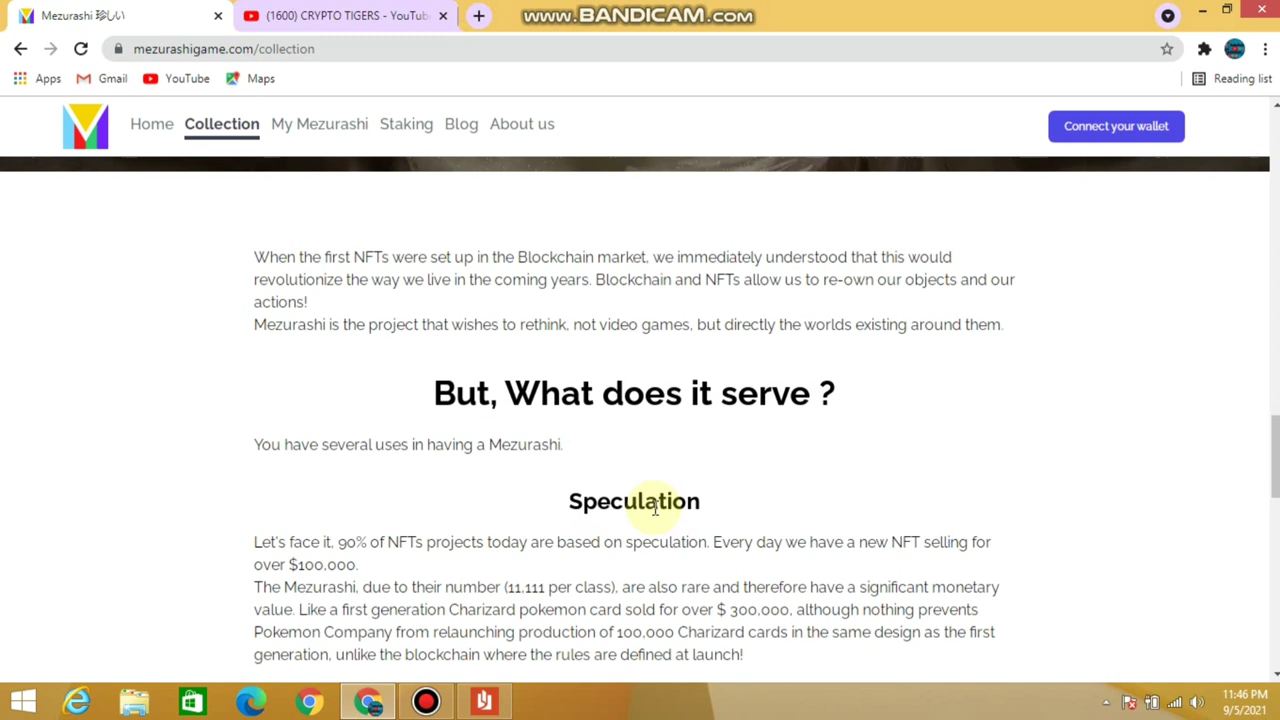 Mezurashi 珍しい
(1600) CRYPTO TIGERS - YouTub
www.BANDICAM.com
mezurashigame.com/collection
Apps Gmail YouTube Maps Reading list
Home Collection My Mezurashi Staking Blog About us Connect your wallet
When the first NFTs were set up in the Blockchain market, we immediately understood that this would
revolutionize the way we live in the coming years. Blockchain and NFTs allow us to re-own our objects and our
actions!
Mezurashi is the project that wishes to rethink, not video games, but directly the worlds existing around them.
But, What does it serve ?
You have several uses in having a Mezurashi.
Speculation
Let's face it, 90% of NFTs projects today are based on speculation. Every day we have a new NFT selling for
over $100,000.
The Mezurashi, due to their number (11,111 per class), are also rare and therefore have a significant monetary
value. Like a first generation Charizard pokemon card sold for over $ 300,000, although nothing prevents
Pokemon Company from relaunching production of 100,000 Charizard cards in the same design as the first
generation, unlike the blockchain where the rules are defined at launch!
11:46 PM
9/5/2021